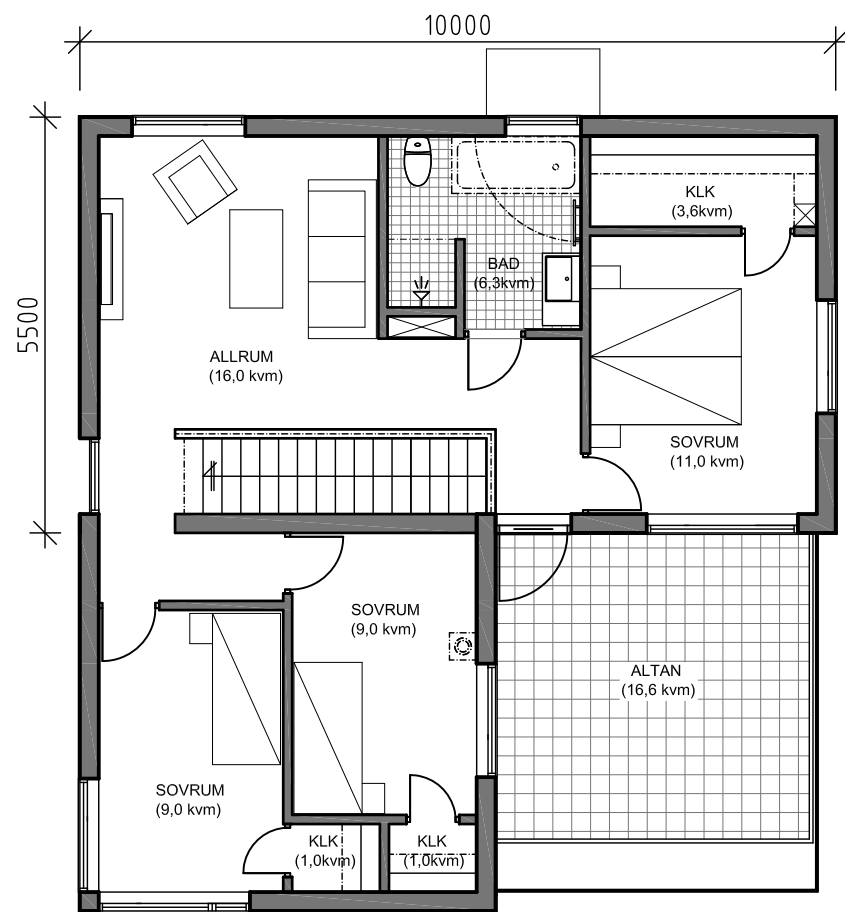 10000
5500
KLK
(3,6kvm)
BAD
(6,3kvm)
ALLRUM
(16,0 kvm)
SOVRUM
(11,0 kvm)
SOVRUM
(9,0 kvm)
ALTAN
(16,6 kvm)
SOVRUM
(9,0 kvm)
KLK
(1,0kvm)
KLK
(1,0kvm)